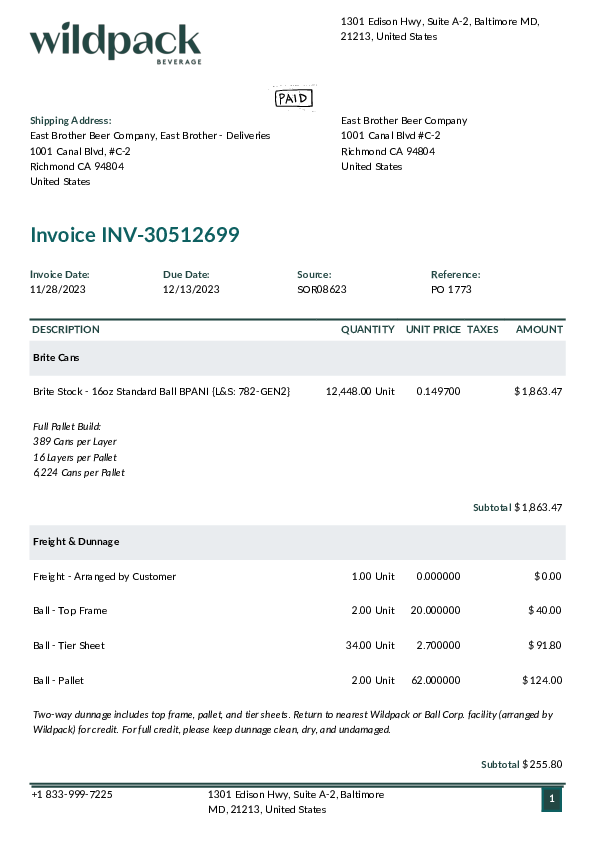 wildpack
BEVERAGE
1301 Edison Hwy, Suite A-2, Baltimore MD,
21213, United States
PAID
Shipping Address:
East Brother Beer Company, East Brother - Deliveries
1001 Canal Blvd, #C-2
Richmond CA 94804
United States
East Brother Beer Company
1001 Canal Blvd #C-2
Richmond CA 94804
United States
Invoice INV-30512699
Invoice Date: Due Date: Source: Reference:
11/28/2023 12/13/2023 SOR08623 PO 1773
DESCRIPTION QUANTITY UNIT PRICE TAXES AMOUNT
Brite Cans
Brite Stock - 16oz Standard Ball BPANI {L&S: 782-GEN2} 12,448.00 Unit 0.149700 $ 1,863.47
Full Pallet Build:
389 Cans per Layer
16 Layers per Pallet
6,224 Cans per Pallet
Subtotal $ 1,863.47
Freight & Dunnage
Freight - Arranged by Customer 1.00 Unit 0.000000 $ 0.00
Ball - Top Frame 2.00 Unit 20.000000 $ 40.00
Ball - Tier Sheet 34.00 Unit 2.700000 $ 91.80
Ball - Pallet 2.00 Unit 62.000000 $ 124.00
Two-way dunnage includes top frame, pallet, and tier sheets. Return to nearest Wildpack or Ball Corp. facility (arranged by
Wildpack) for credit. For full credit, please keep dunnage clean, dry, and undamaged.
Subtotal $ 255.80
+1 833-999-7225 1301 Edison Hwy, Suite A-2, Baltimore 1
MD, 21213, United States